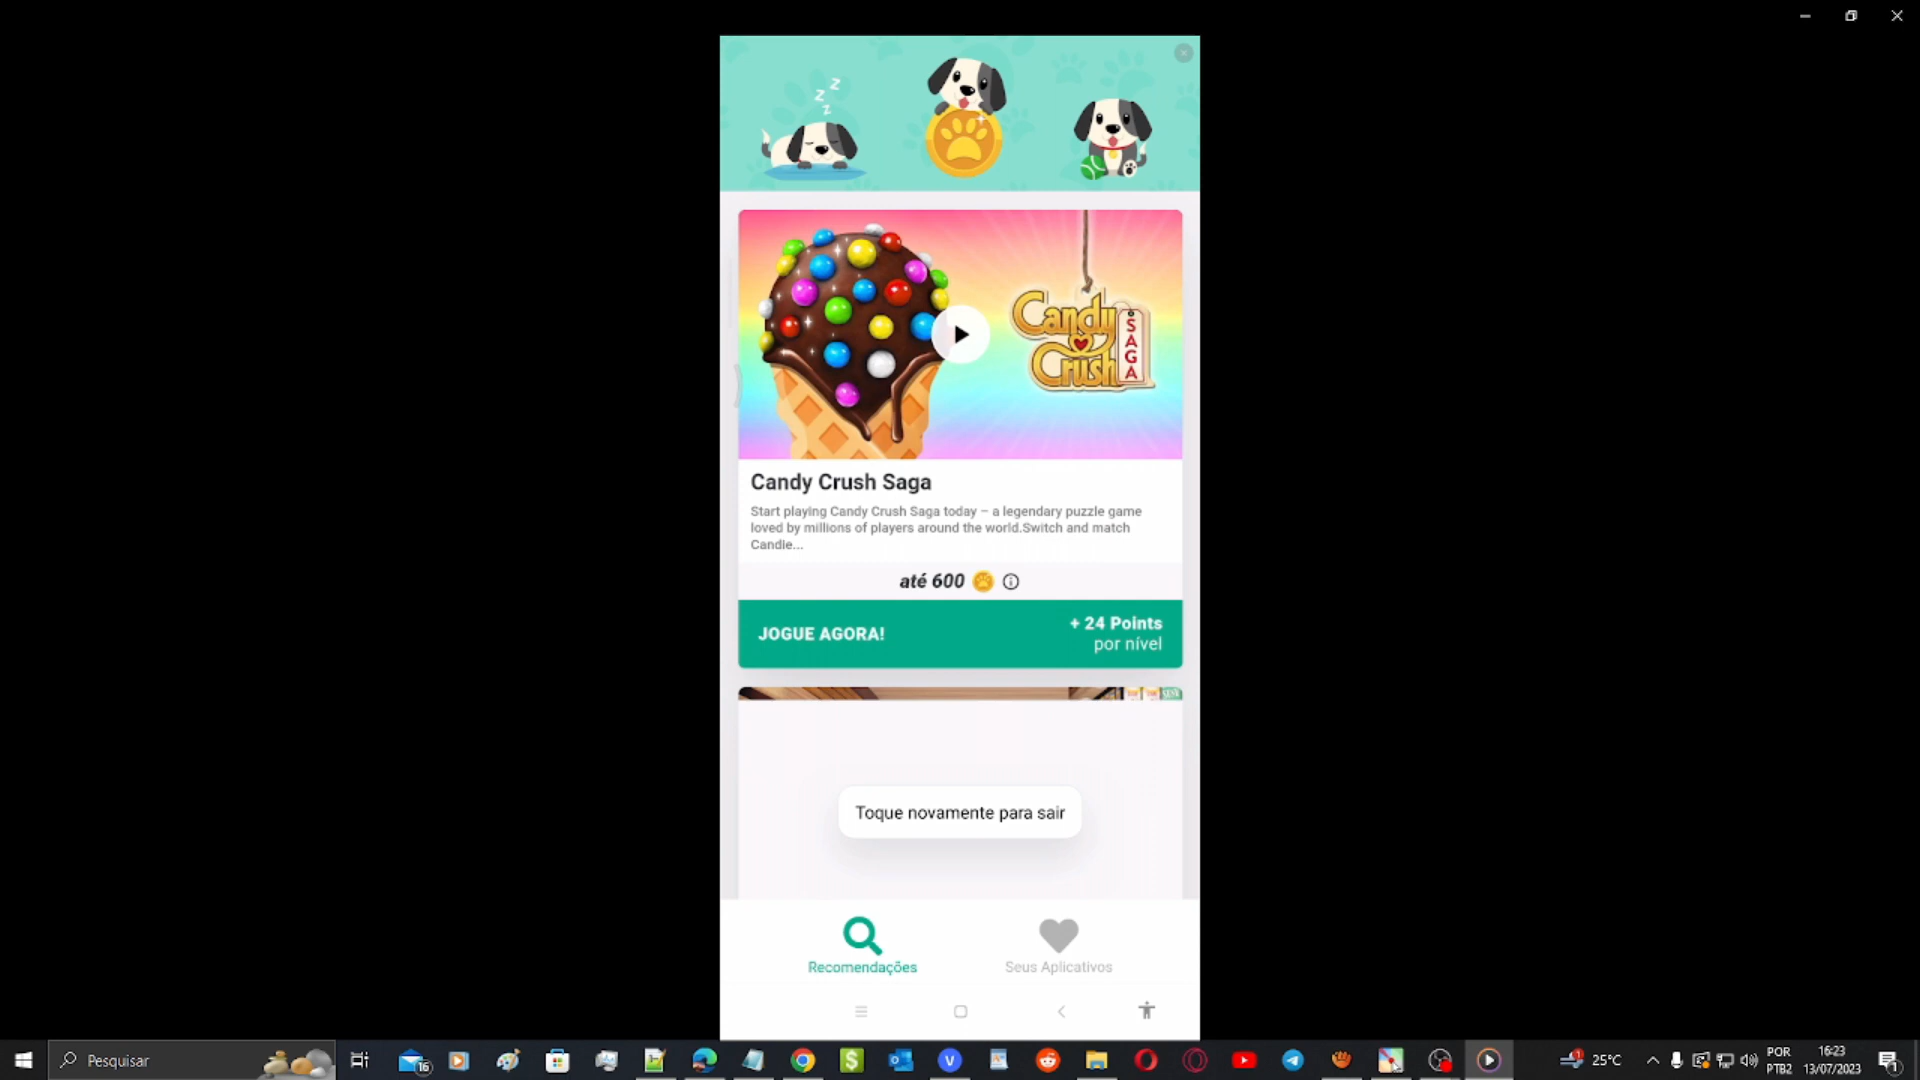 z
z
z
Candy
Crush
SAGA
Candy Crush Saga
Start playing Candy Crush Saga today – a legendary puzzle game
loved by millions of players around the world.Switch and match
Candie...
até 600
JOGUE AGORA!
+ 24 Points
por nível
Toque novamente para sair
Recomendações
Seus Aplicativos
Pesquisar
16
25°C
POR
PTB2
16:23
13/07/2023
1